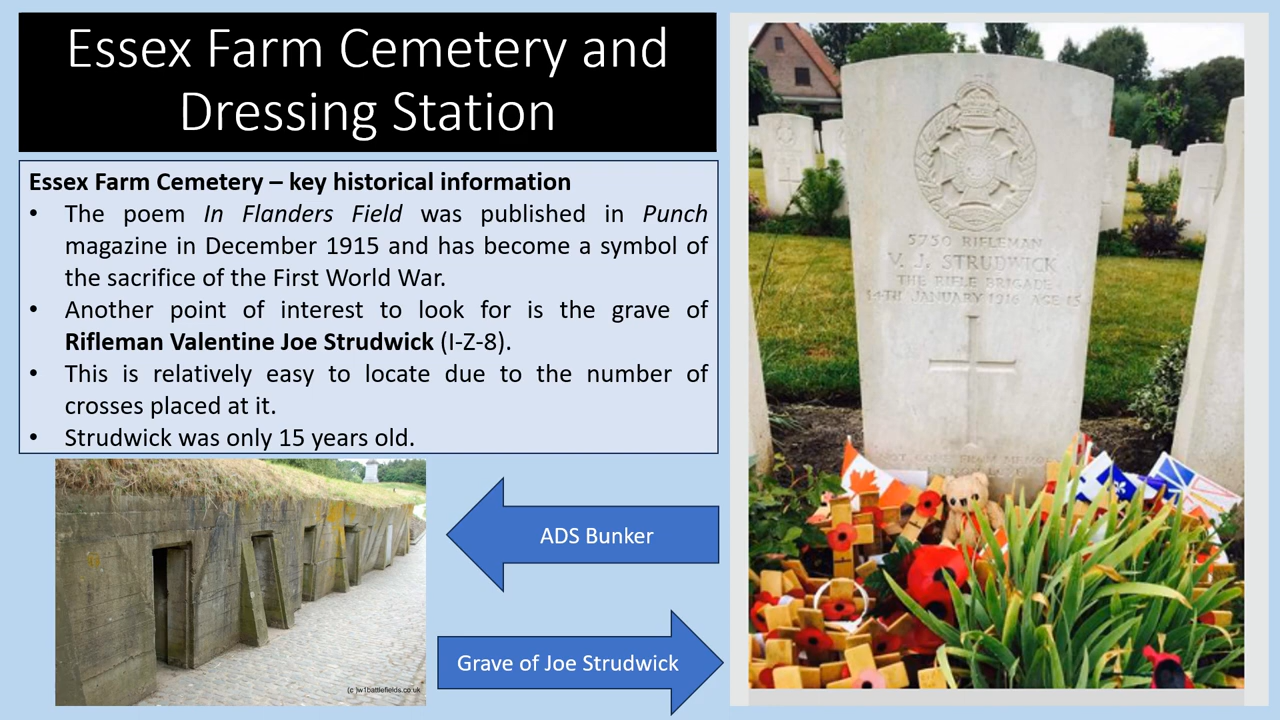 Essex Farm Cemetery and
Dressing Station
Essex Farm Cemetery – key historical information
• The poem In Flanders Field was published in Punch
magazine in December 1915 and has become a symbol of
the sacrifice of the First World War.
• Another point of interest to look for is the grave of
Rifleman Valentine Joe Strudwick (I-Z-8).
• This is relatively easy to locate due to the number of
crosses placed at it.
• Strudwick was only 15 years old.
ADS Bunker
Grave of Joe Strudwick
(c )w1battlefields.co.uk
5750 RIFLEMAN
V. J. STRUDWICK
THE RIFLE BRIGADE
14TH JANUARY 1916 AGE 15